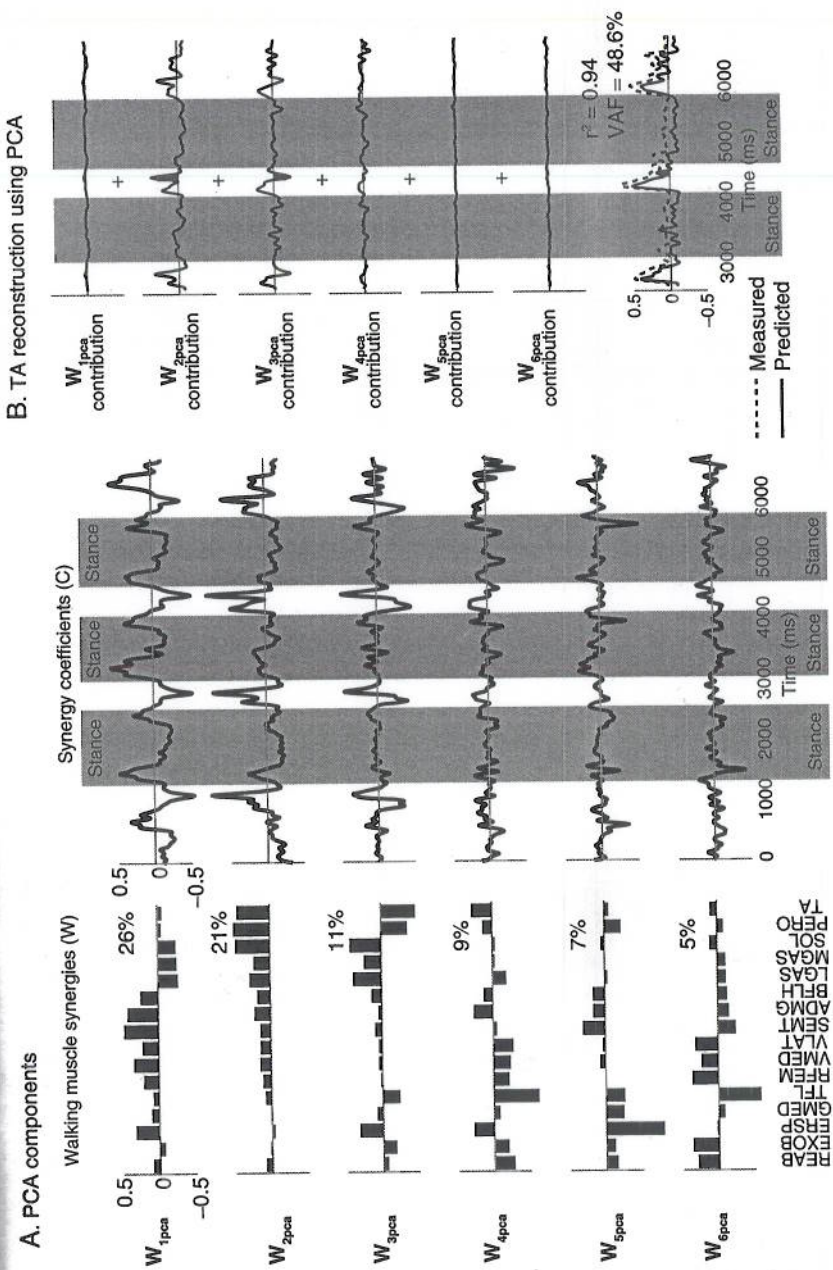 A. PCA components
Walking muscle synergies (W)
Synergy coefficients (C)
W1pca
0.5
0
-0.5
26%
0.5
0
-0.5
Stance
Stance
Stance
W2pca
21%
W3pca
11%
W4pca
9%
W5pca
7%
W6pca
5%
REAB
EXOB
ERSP
GMED
TFL
RFEM
VMED
VLAT
SEMT
ADMG
BFLH
LGAS
MGAS
SOL
PERO
TA
0
1000
2000
3000
4000
5000
6000
Time (ms)
Stance
Stance
Stance
B. TA reconstruction using PCA
W1pca
contribution
+
W2pca
contribution
+
W3pca
contribution
+
W4pca
contribution
+
W5pca
contribution
+
W6pca
contribution
r² = 0.94
VAF = 48.6%
0.5
0
-0.5
3000
4000
5000
6000
Time (ms)
Stance
Stance
Measured
Predicted